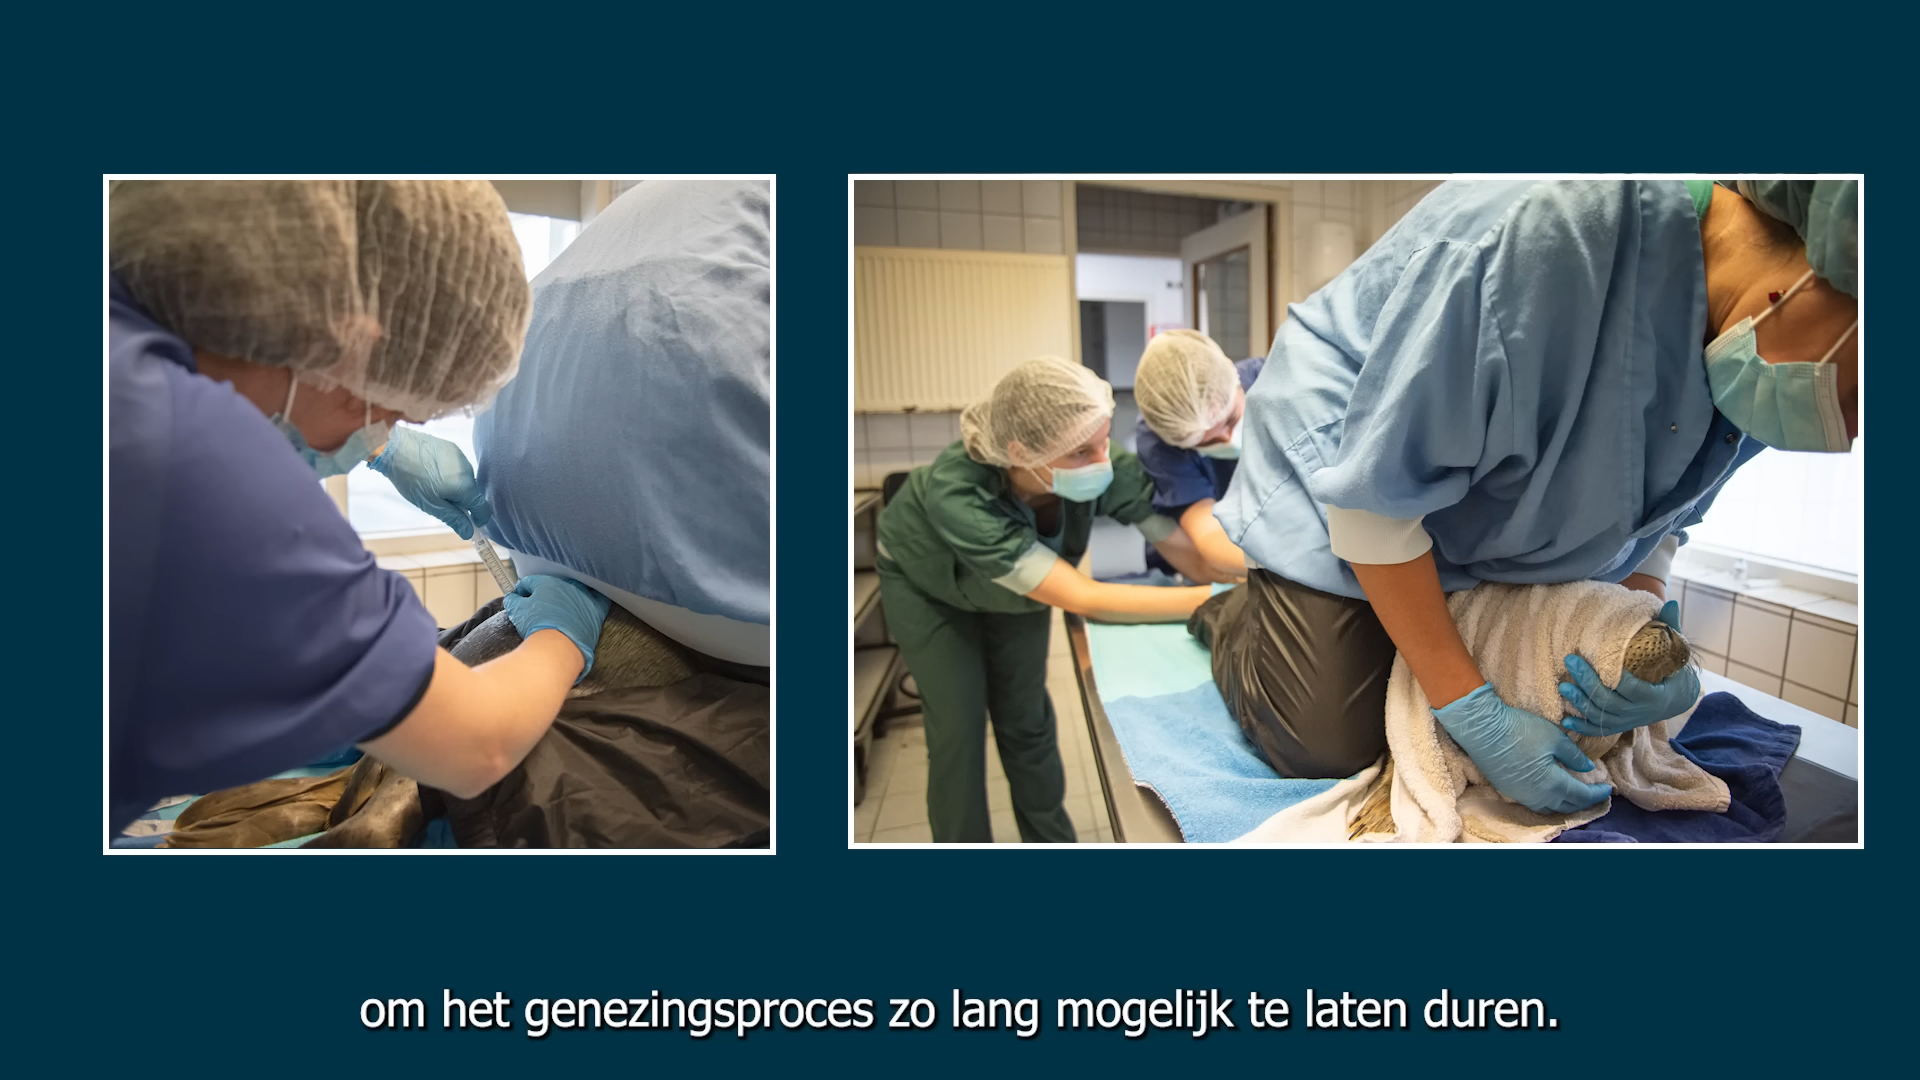 om het genezingsproces zo lang mogelijk te laten duren.